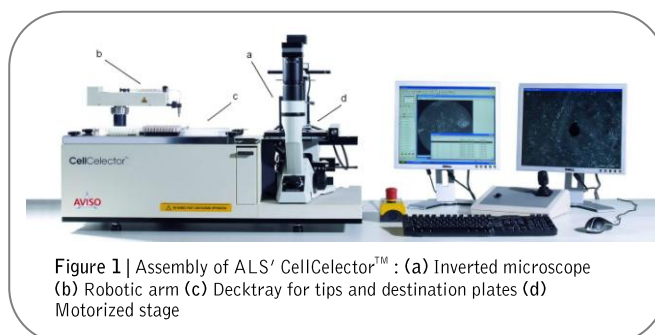 a
b
c
d
CellCelector™
AVISO
Figure 1 | Assembly of ALS' CellCelector™ : (a) Inverted microscope
(b) Robotic arm (c) Decktray for tips and destination plates (d)
Motorized stage